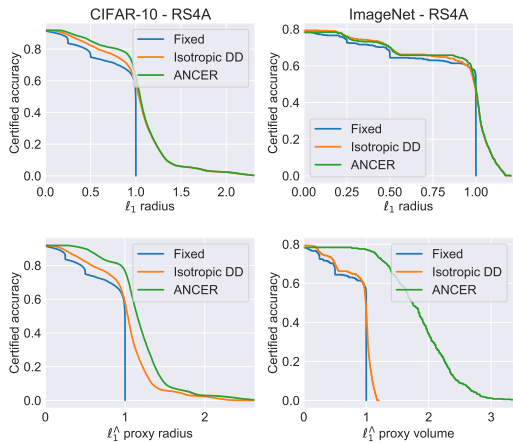 CIFAR-10 - RS4A
Certified accuracy
0.8
0.6
0.4
0.2
0.0
Fixed
Isotropic DD
ANCER
0.0
0.5
1.0
1.5
2.0
ℓ₁ radius
ImageNet - RS4A
Certified accuracy
0.8
0.6
0.4
0.2
0.0
Fixed
Isotropic DD
ANCER
0.00
0.25
0.50
0.75
1.00
ℓ₁ radius
Certified accuracy
0.8
0.6
0.4
0.2
0.0
Fixed
Isotropic DD
ANCER
0
1
2
ℓ₁^Λ proxy radius
Certified accuracy
0.8
0.6
0.4
0.2
0.0
Fixed
Isotropic DD
ANCER
0
1
2
3
ℓ₁^Λ proxy volume